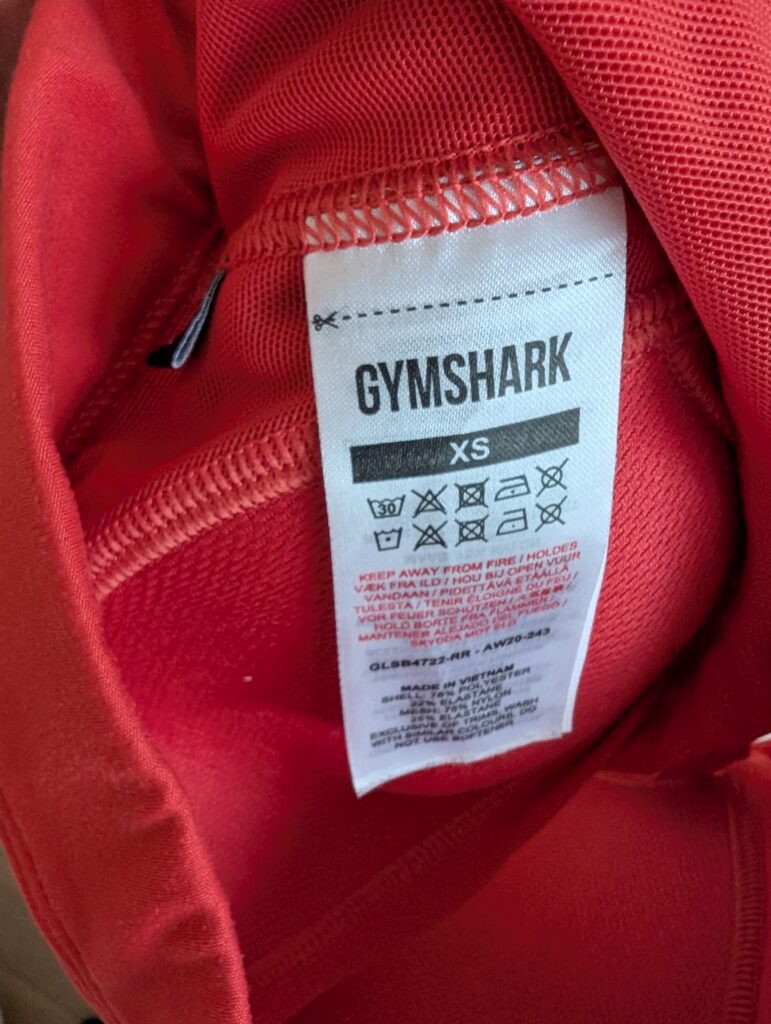 GYMSHARK
XS
30
KEEP AWAY FROM FIRE / HOLDES
VÆK FRA ILD / HOU BIJ OPEN VUUR
VANDAAN / PIDETTÄVÄ ETÄÄLLÄ
TULESTA / TENIR ÉLOIGNÉ DU FEU /
VOR FEUER SCHÜTZEN /
HOLD BORTE FRA FLAMMER /
MANTENER ALEJADO DEL FUEGO /
SKYDDA MOT ELD
GLSB4722-RR - AW20-243
MADE IN VIETNAM
SHELL: 78% POLYESTER
22% ELASTANE
MESH: 75% NYLON
25% ELASTANE
EXCLUSIVE OF TRIMS. WASH
WITH SIMILAR COLOURS. DO
NOT USE SOFTENER